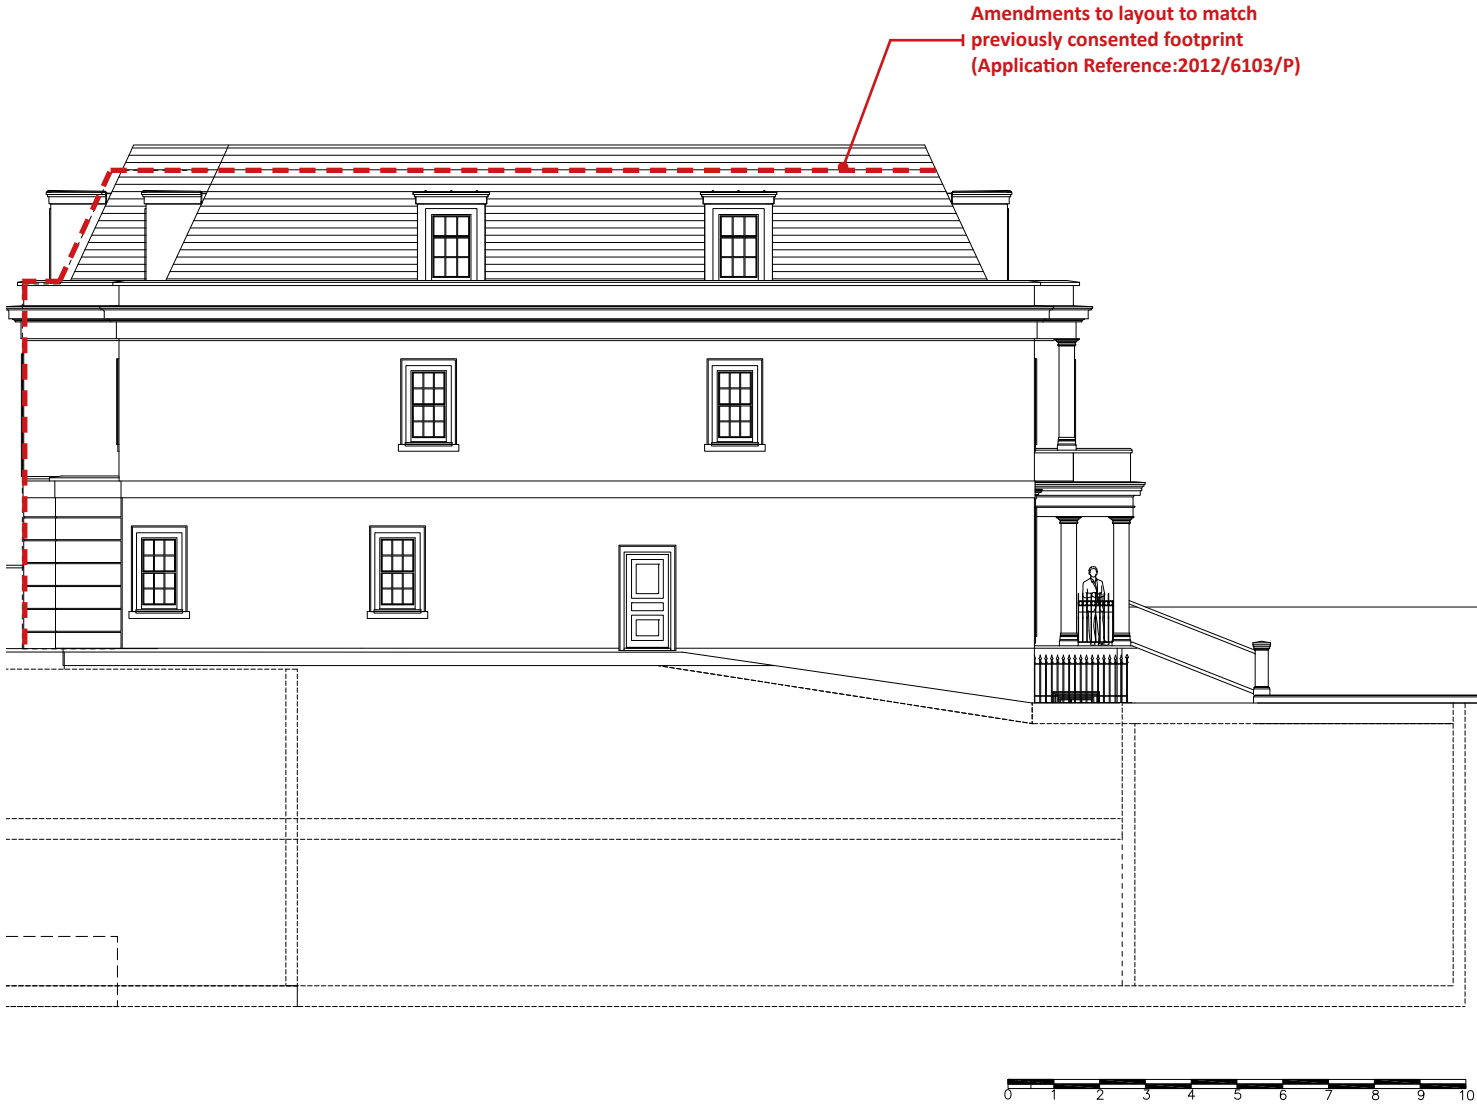 Amendments to layout to match
previously consented footprint
(Application Reference:2012/6103/P)
0 1 2 3 4 5 6 7 8 9 10